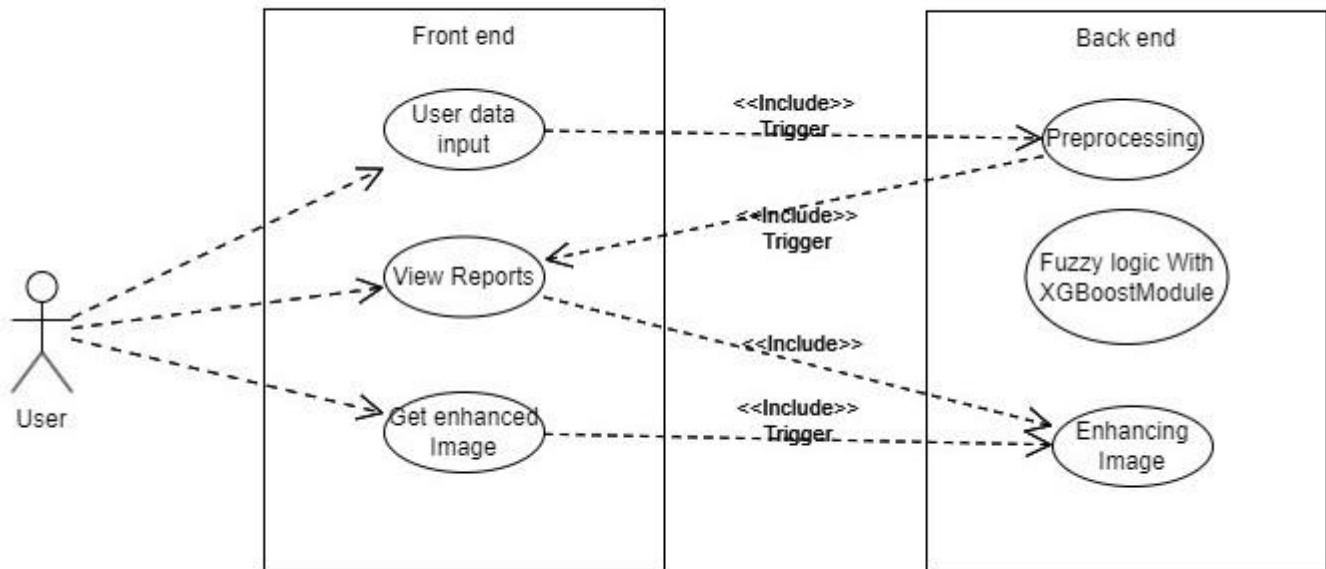 Front end
Back end
User data
input
<<Include>>
Trigger
Preprocessing
<<Include>>
Trigger
View Reports
Fuzzy logic With
XGBoostModule
<<Include>>
Get enhanced
Image
<<Include>>
Trigger
Enhancing
Image
User